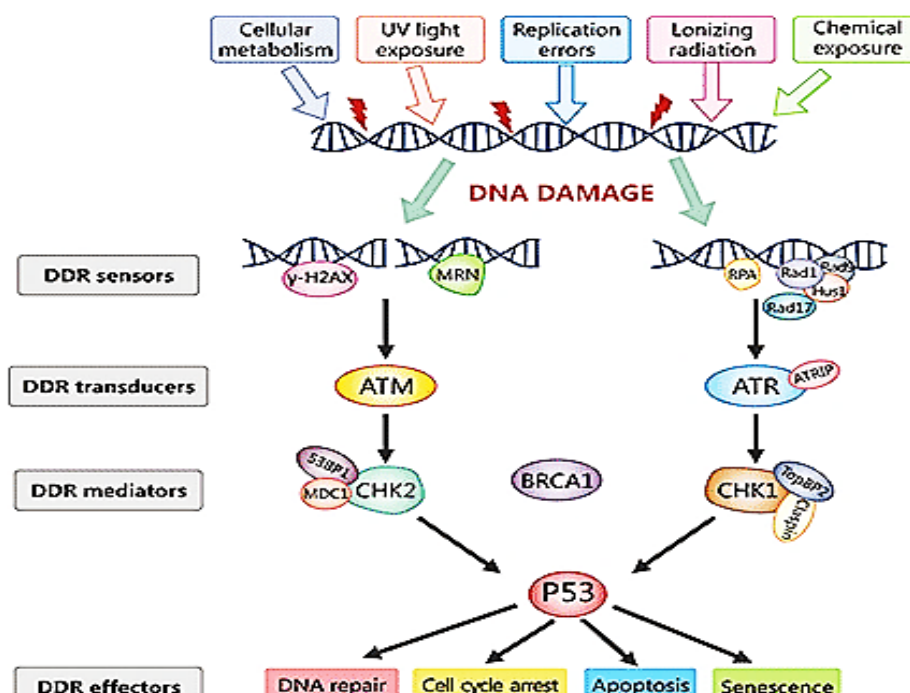 Cellular
metabolism
UV light
exposure
Replication
errors
Lonizing
radiation
Chemical
exposure
DNA DAMAGE
DDR sensors
γ-H2AX
MRN
RPA
Rad1
Rad9
Hus1
Rad17
DDR transducers
ATM
ATR
ATRIP
DDR mediators
53BP1
MDC1
CHK2
BRCA1
CHK1
TopBP2
Claspin
P53
DDR effectors
DNA repair
Cell cycle arrest
Apoptosis
Senescence